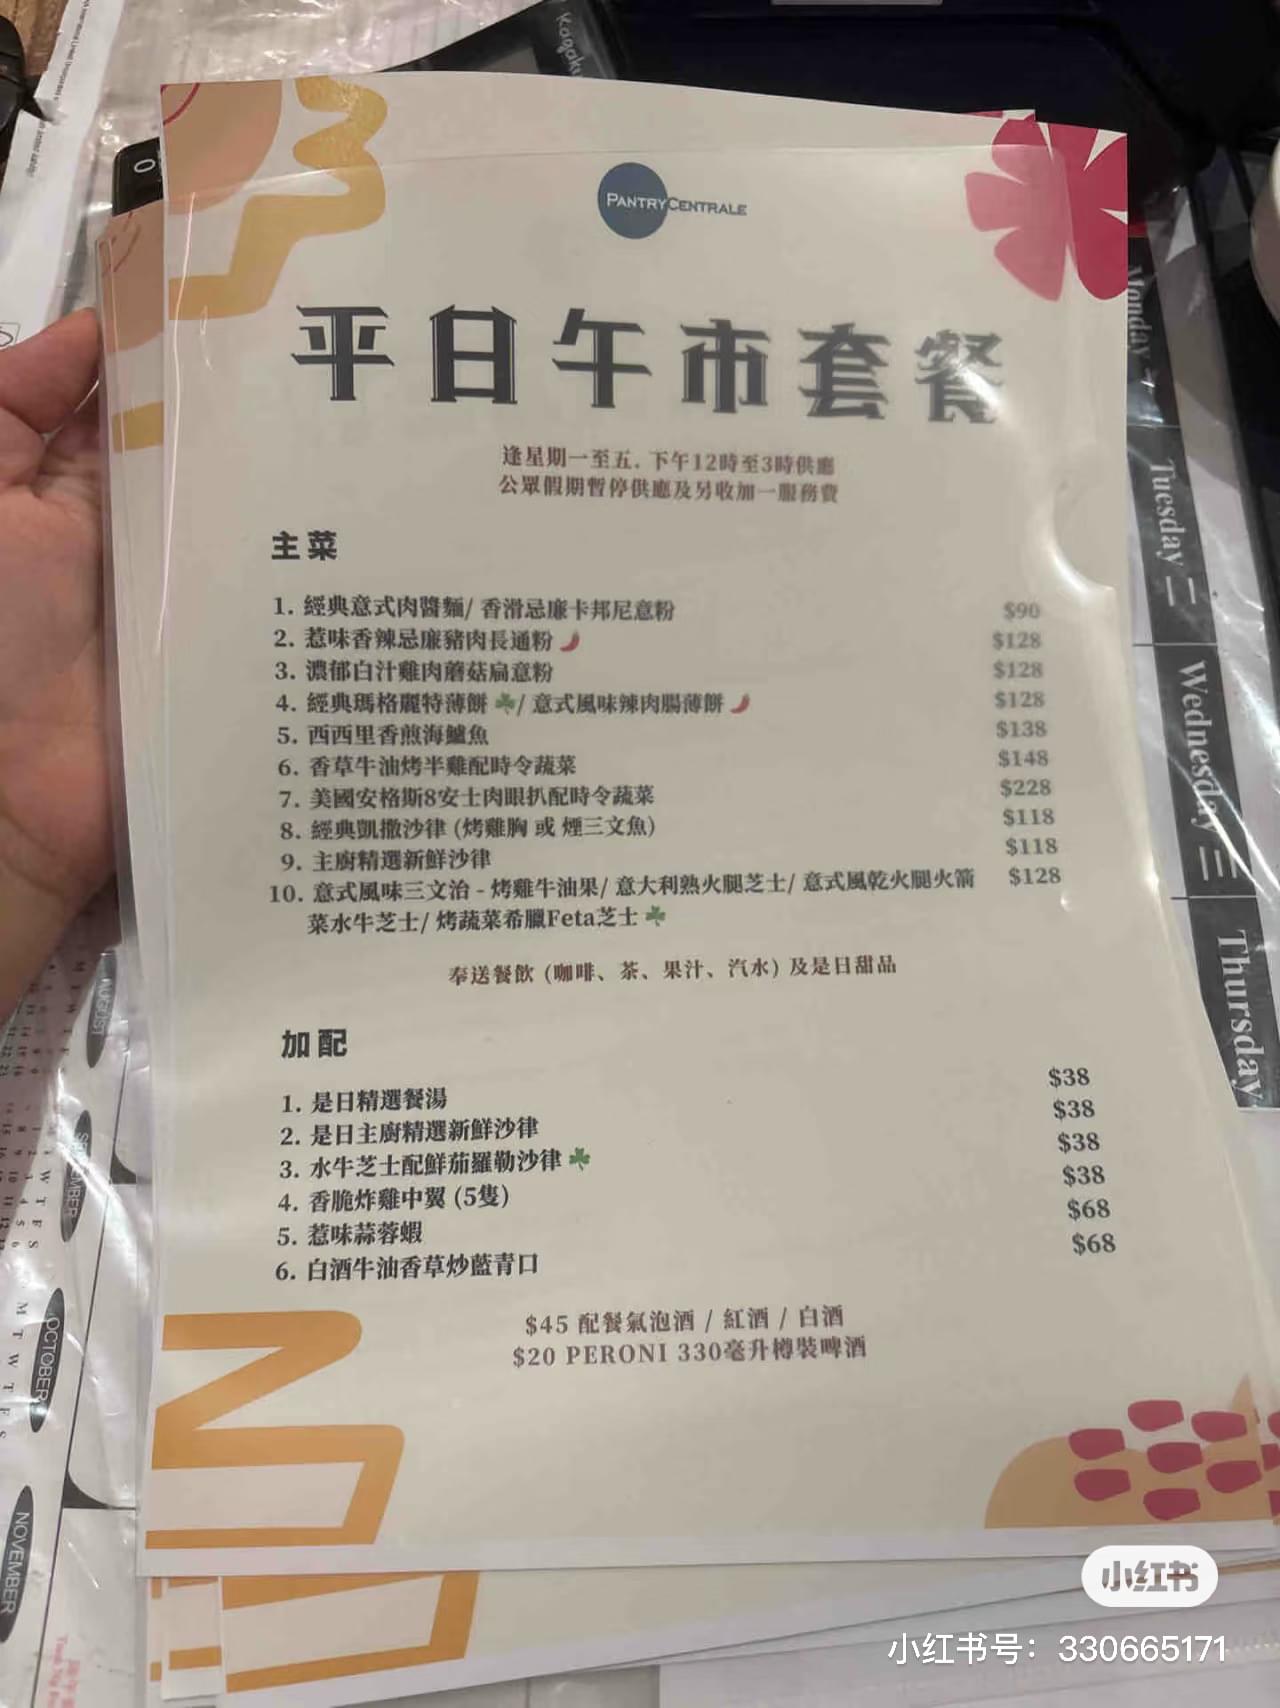 Kagaku
PANTRYCENTRALE
平日午市套餐
逢星期一至五. 下午12時至3時供應
公眾假期暫停供應及另收加一服務費
主菜
1. 經典意式肉醬麵/ 香滑忌廉卡邦尼意粉 $90
2. 惹味香辣忌廉豬肉長通粉 $128
3. 濃郁白汁雞肉蘑菇扁意粉 $128
4. 經典瑪格麗特薄餅 / 意式風味辣肉腸薄餅 $128
5. 西西里香煎海鱸魚 $138
6. 香草牛油烤半雞配時令蔬菜 $148
7. 美國安格斯8安士肉眼扒配時令蔬菜 $228
8. 經典凱撒沙律 (烤雞胸 或 煙三文魚) $118
9. 主廚精選新鮮沙律 $118
10. 意式風味三文治 - 烤雞牛油果/ 意大利熟火腿芝士/ 意式風乾火腿火箭 $128
菜水牛芝士/ 烤蔬菜希臘Feta芝士
奉送餐飲 (咖啡、茶、果汁、汽水) 及是日甜品
加配
1. 是日精選餐湯 $38
2. 是日主廚精選新鮮沙律 $38
3. 水牛芝士配鮮茄羅勒沙律 $38
4. 香脆炸雞中翼 (5隻) $38
5. 惹味蒜蓉蝦 $68
6. 白酒牛油香草炒藍青口 $68
$45 配餐氣泡酒 / 紅酒 / 白酒
$20 PERONI 330毫升樽裝啤酒
Monday 一
Tuesday 二
Wednesday 三
Thursday
AUGUST
OCTOBER
NOVEMBER
小红书
小红书号：330665171